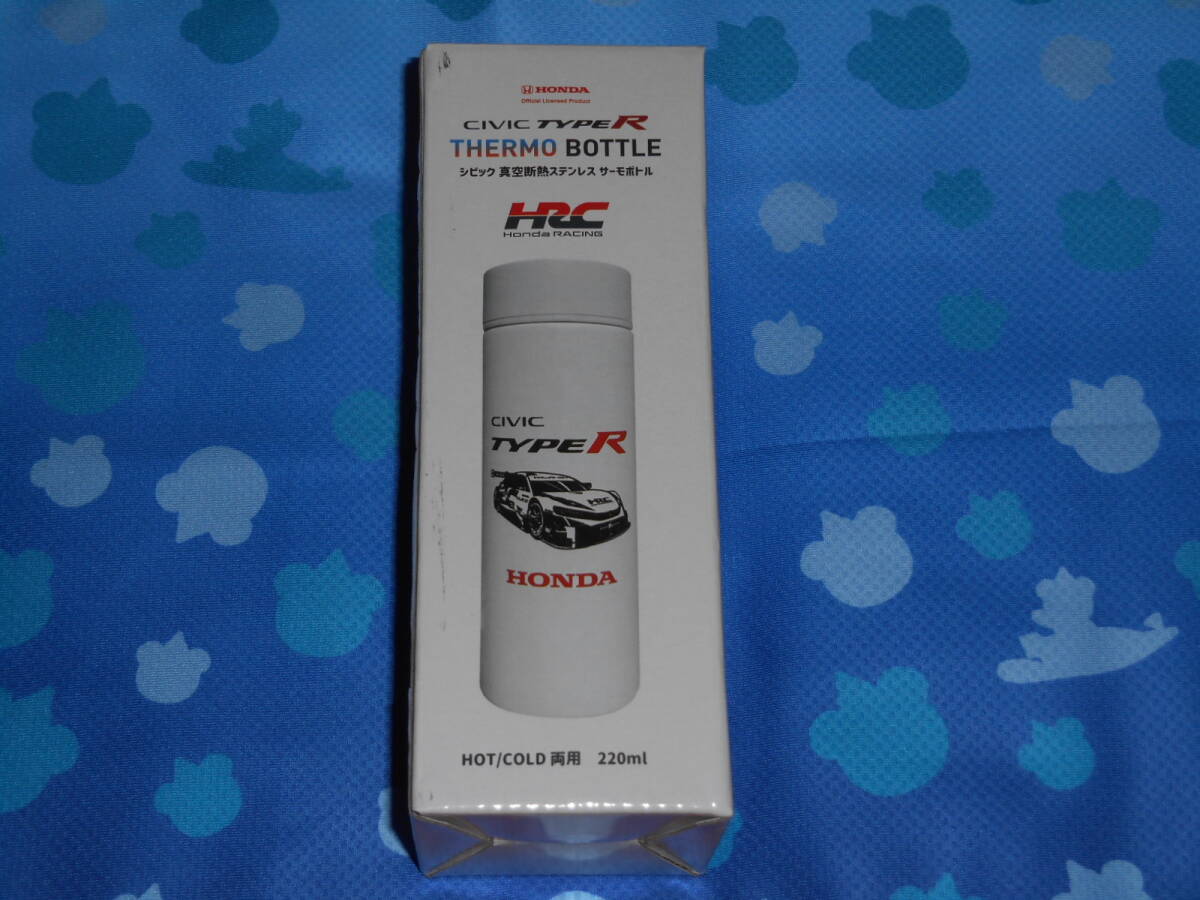 HONDA
Official Licensed Product
CIVIC TYPE R
THERMO BOTTLE
シビック 真空断熱ステンレス サーモボトル
HRC
Honda RACING
CIVIC
TYPE R
HRC
HONDA
HOT/COLD 両用 220ml